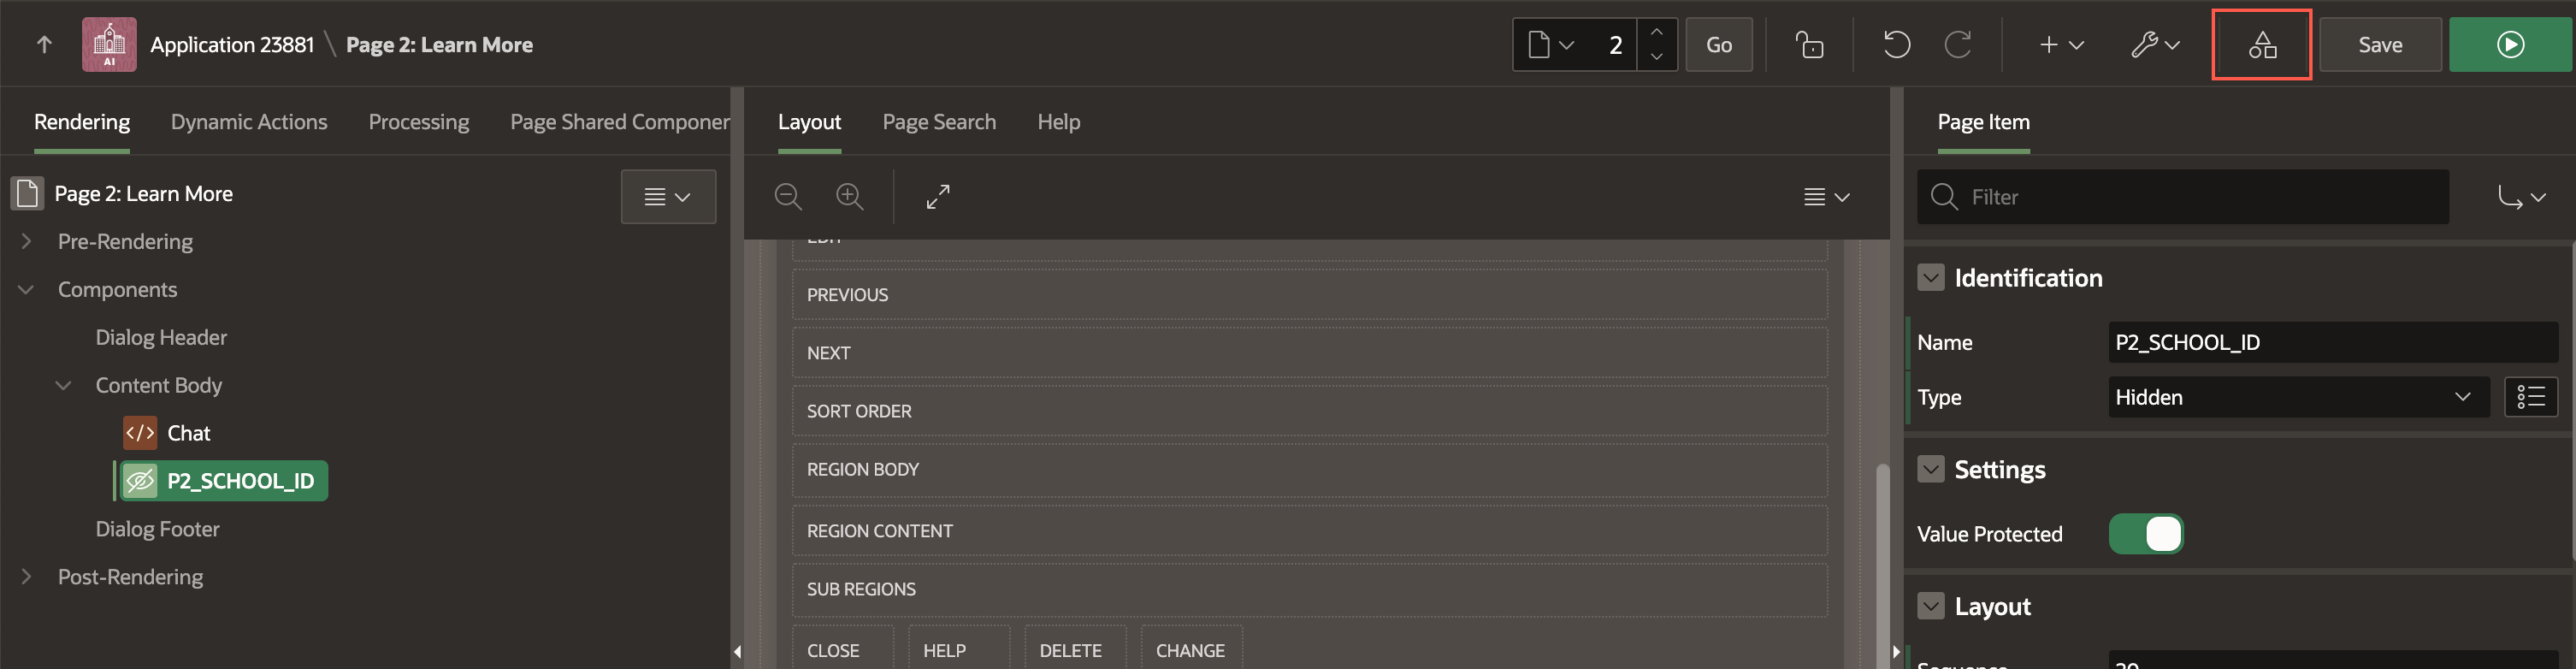 AI
Application 23881 \ Page 2: Learn More
2
Go
Save
Rendering
Dynamic Actions
Processing
Page Shared Componen
Layout
Page Search
Help
Page Item
Page 2: Learn More
Pre-Rendering
Components
Dialog Header
Content Body
</> Chat
P2_SCHOOL_ID
Dialog Footer
Post-Rendering
EDIT
PREVIOUS
NEXT
SORT ORDER
REGION BODY
REGION CONTENT
SUB REGIONS
CLOSE
HELP
DELETE
CHANGE
Filter
Identification
Name
P2_SCHOOL_ID
Type
Hidden
Settings
Value Protected
Layout
Sequence